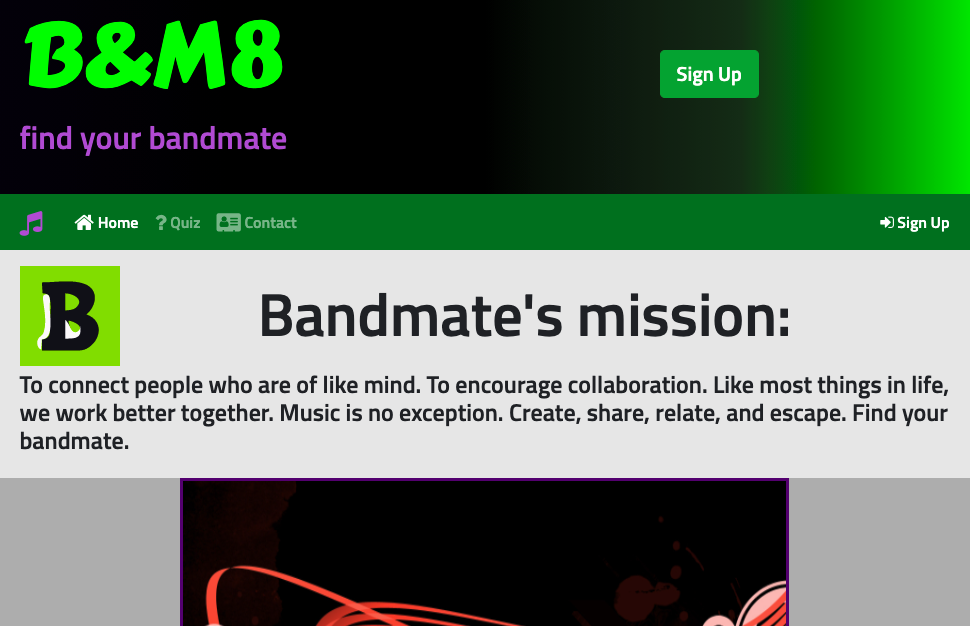 B&M8
Sign Up
find your bandmate
Home
? Quiz
Contact
Sign Up
B
Bandmate's mission:
To connect people who are of like mind. To encourage collaboration. Like most things in life,
we work better together. Music is no exception. Create, share, relate, and escape. Find your
bandmate.